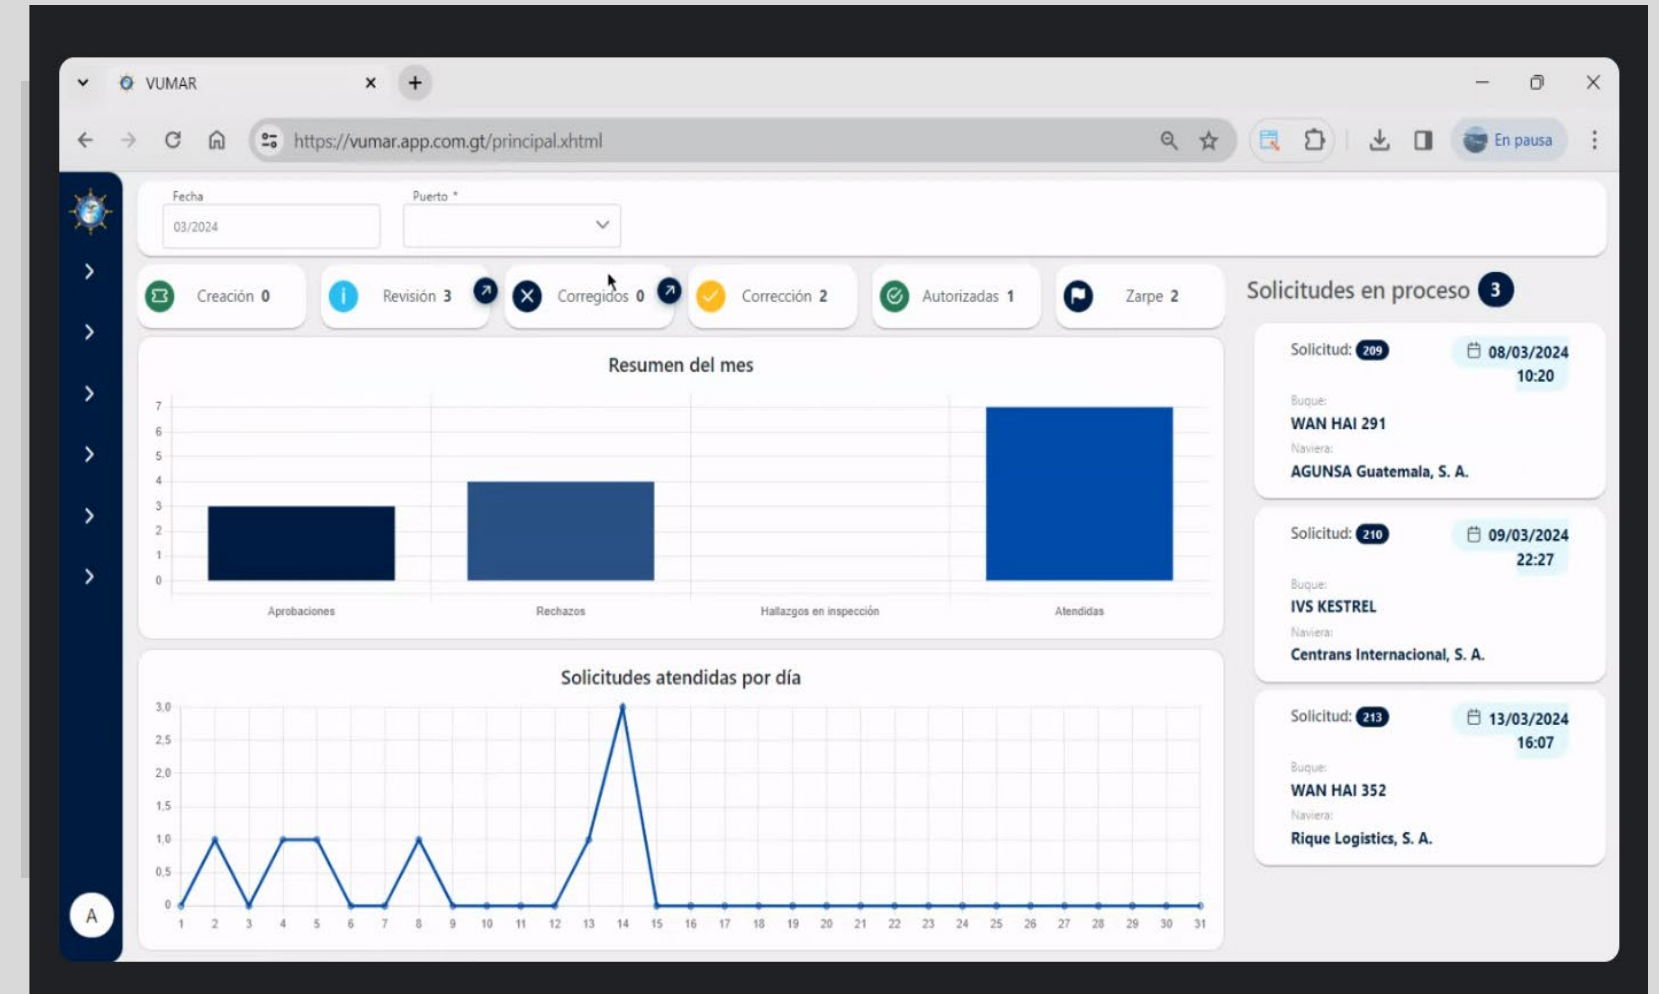 VUMAR
https://vumar.app.com.gt/principal.xhtml
En pausa
Fecha
03/2024
Puerto *
Creación 0
Revisión 3
Corregidos 0
Corrección 2
Autorizadas 1
Zarpe 2
Resumen del mes
7
6
5
4
3
2
1
0
Aprobaciones
Rechazos
Hallazgos en inspección
Atendidas
Solicitudes atendidas por día
3,0
2,5
2,0
1,5
1,0
0,5
0
1 2 3 4 5 6 7 8 9 10 11 12 13 14 15 16 17 18 19 20 21 22 23 24 25 26 27 28 29 30 31
A
Solicitudes en proceso 3
Solicitud: 209
08/03/2024
10:20
Buque:
WAN HAI 291
Naviera:
AGUNSA Guatemala, S. A.
Solicitud: 210
09/03/2024
22:27
Buque:
IVS KESTREL
Naviera:
Centrans Internacional, S. A.
Solicitud: 213
13/03/2024
16:07
Buque:
WAN HAI 352
Naviera:
Rique Logistics, S. A.